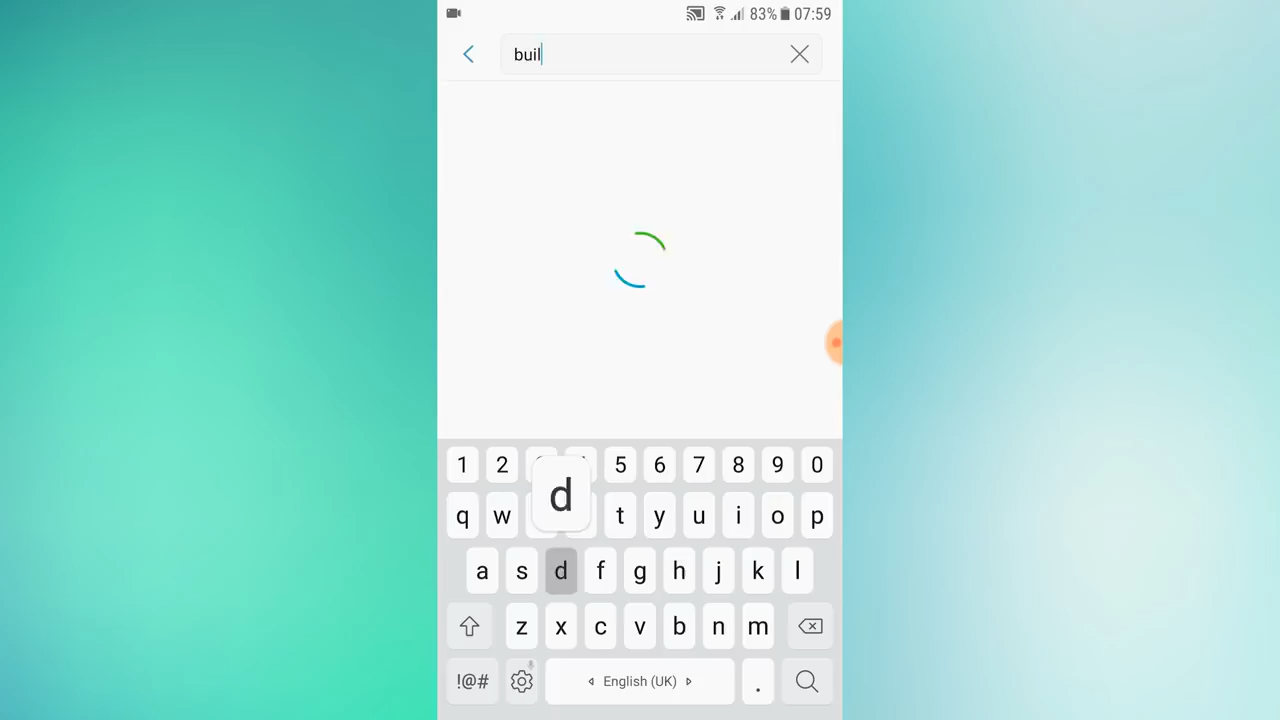 83% 07:59
buil
1 2 5 6 7 8 9 0
d
q w t y u i o p
a s d f g h j k l
z x c v b n m
!@# English (UK) .